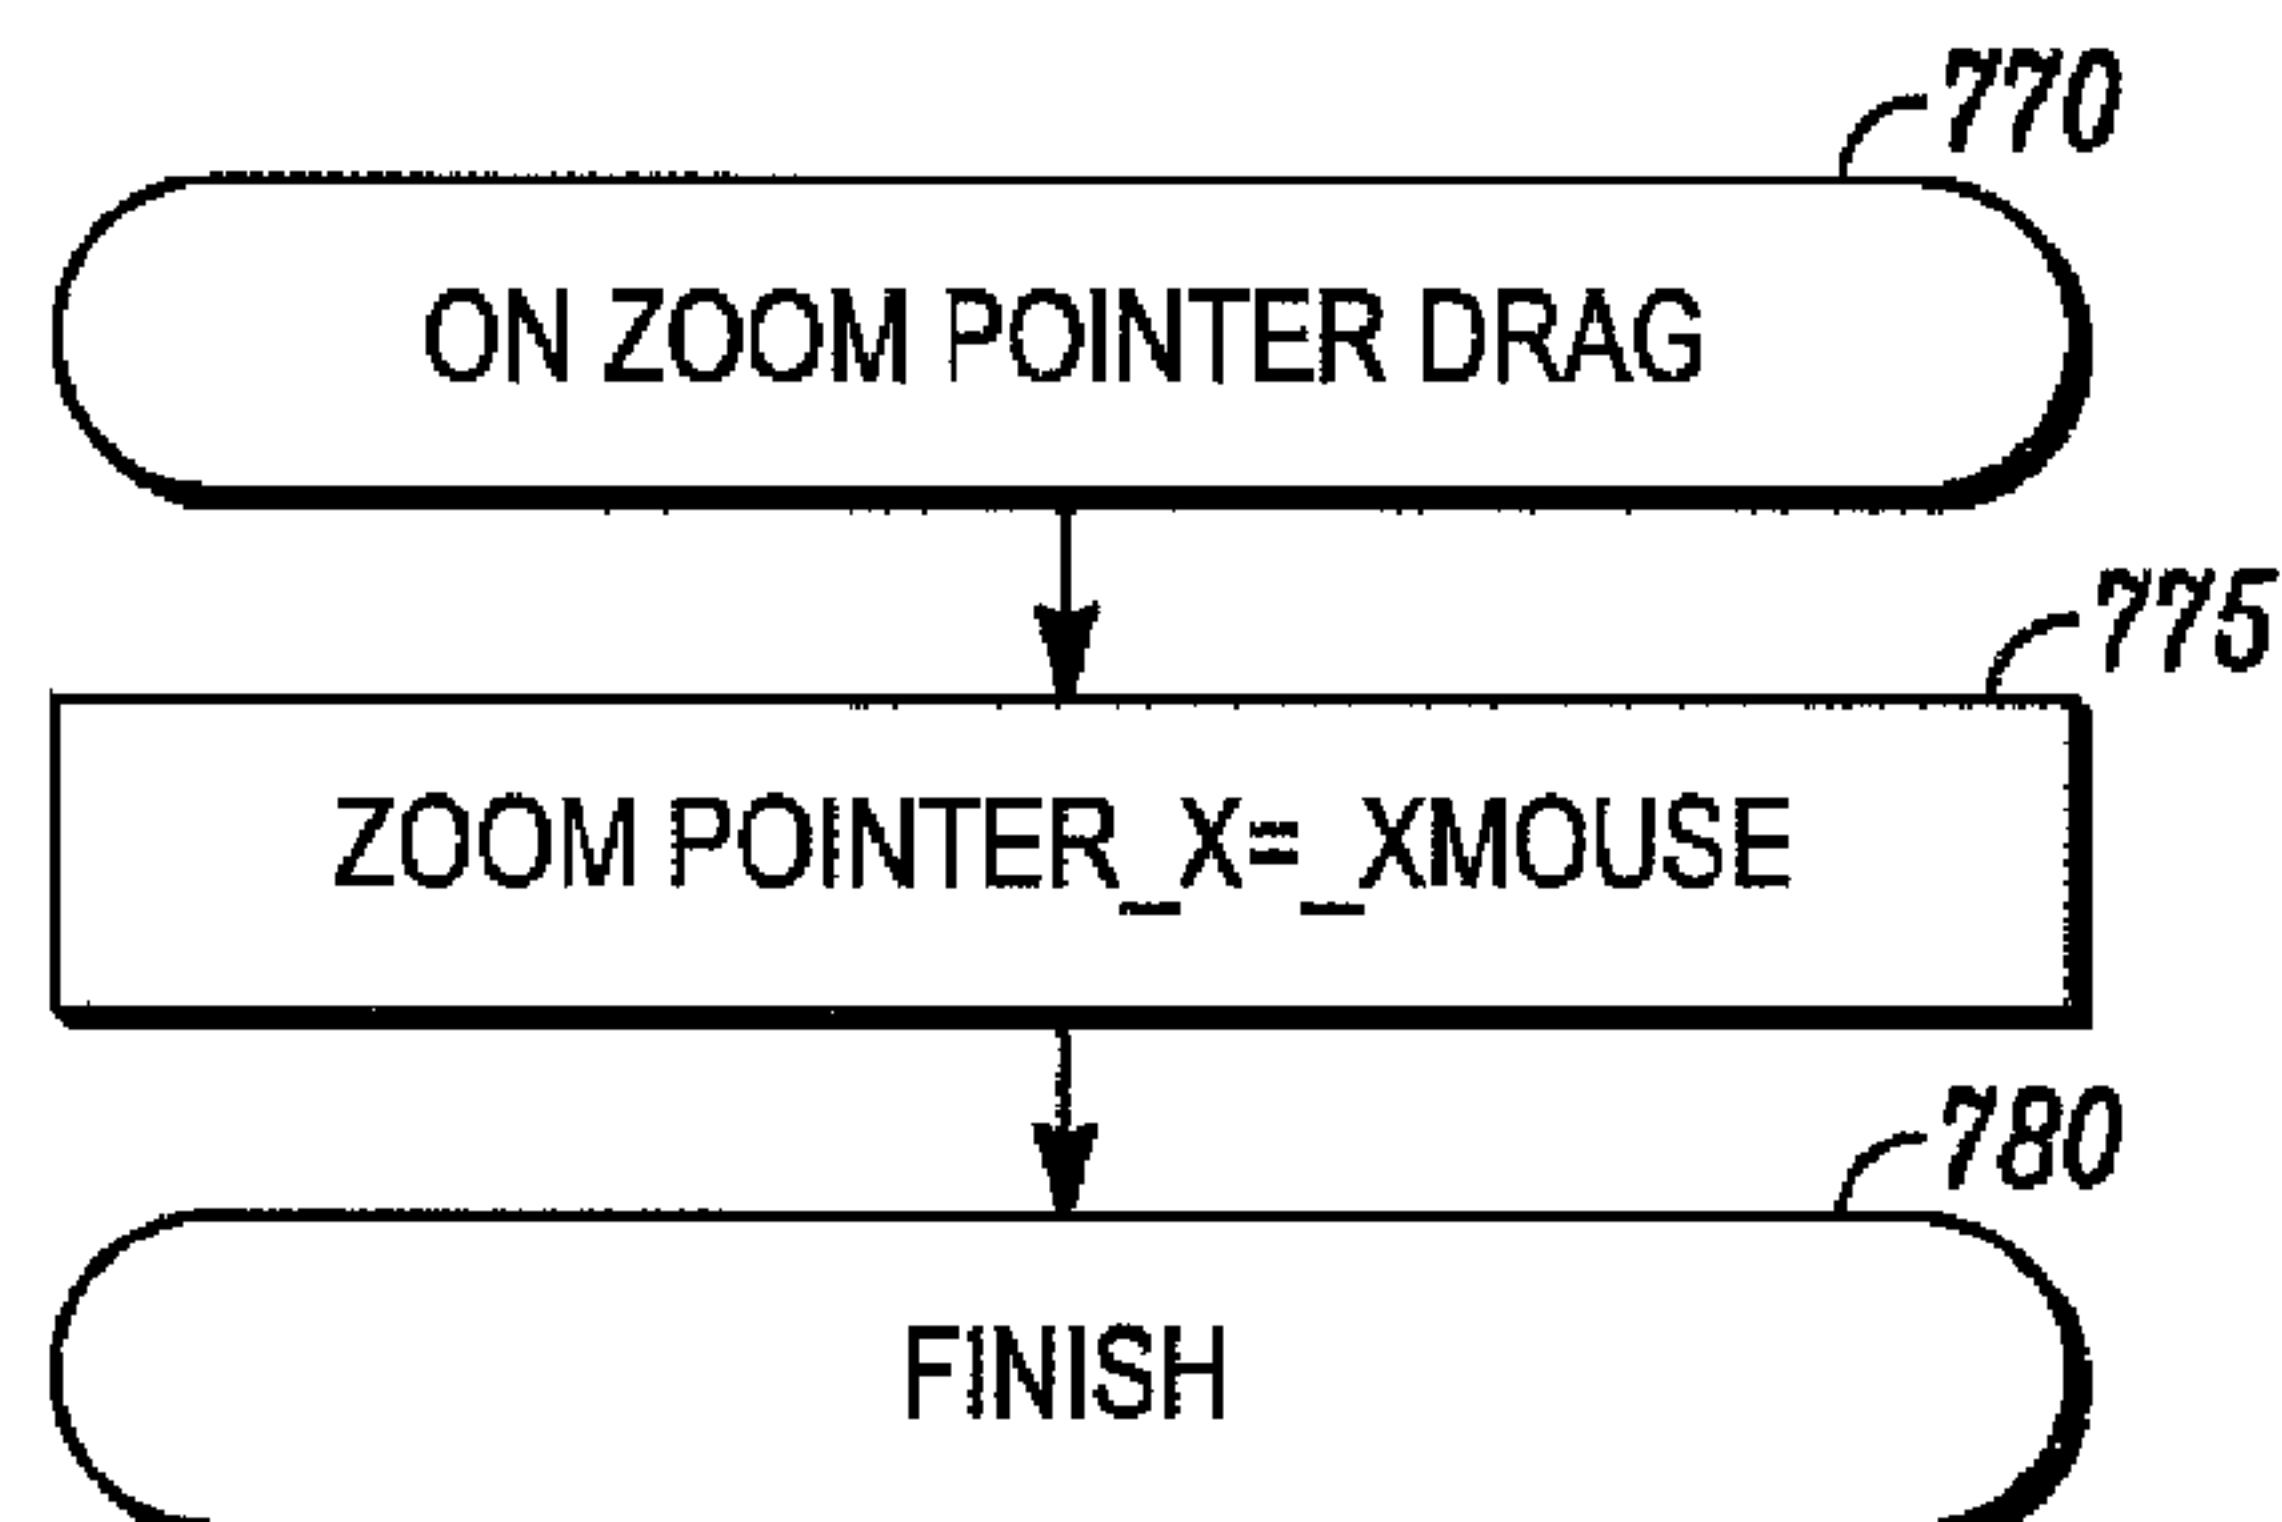 770
ON ZOOM POINTER DRAG
775
ZOOM POINTER_X=_XMOUSE
780
FINISH